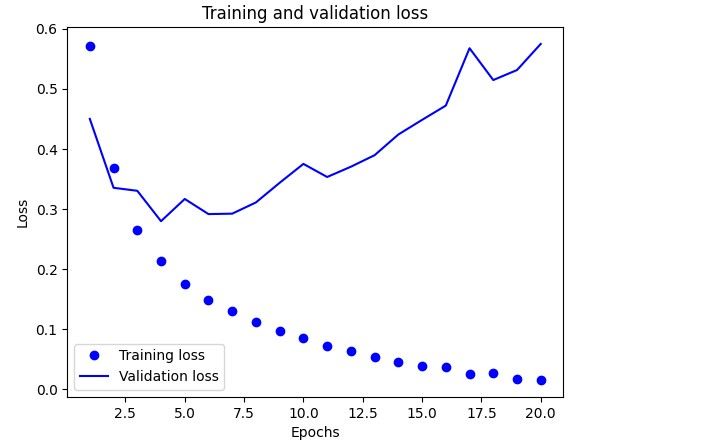 Training and validation loss
0.6
0.5
0.4
0.3
0.2
0.1
0.0
Loss
Training loss
Validation loss
2.5 5.0 7.5 10.0 12.5 15.0 17.5 20.0
Epochs